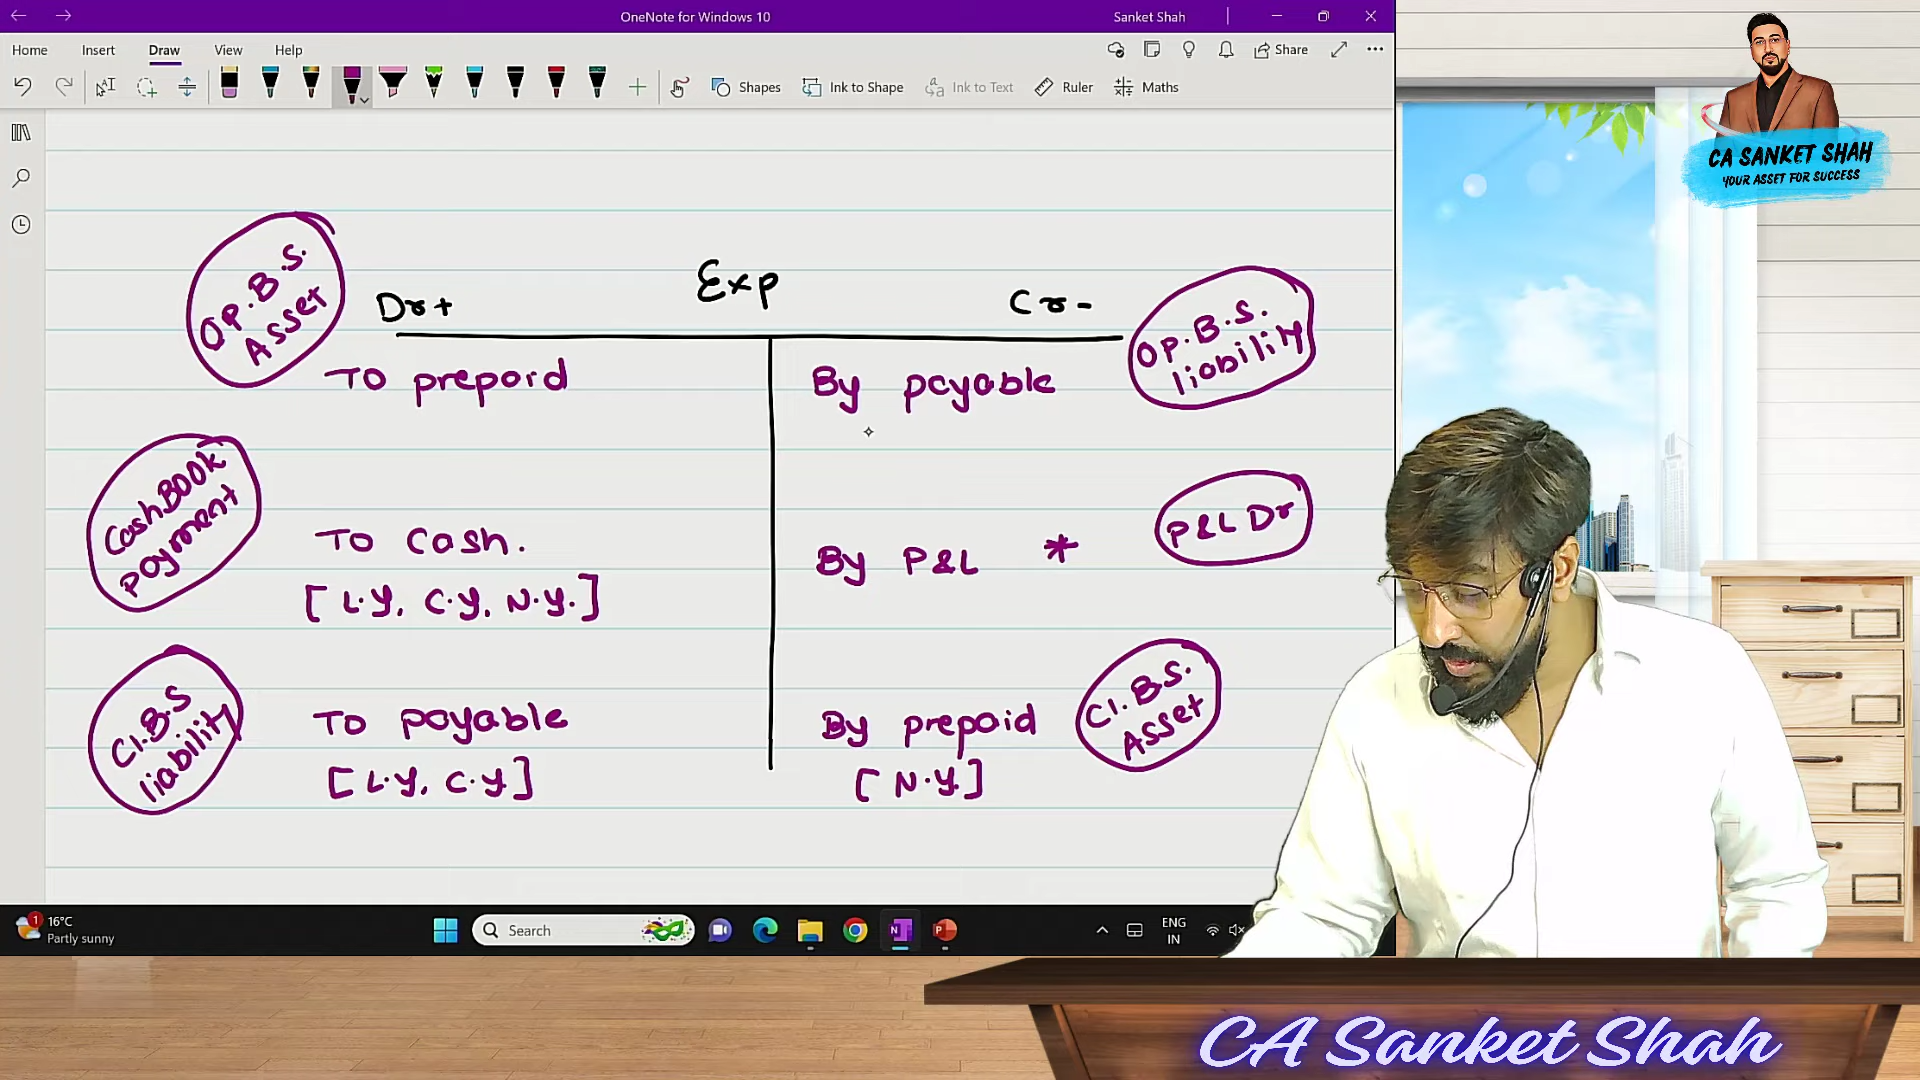 OneNote for Windows 10
Sanket Shah
Home Insert Draw View Help
Share
Shapes Ink to Shape Ink to Text Ruler Maths
CA SANKET SHAH
YOUR ASSET FOR SUCCESS
Exp
Dr+
Cr-
Op.B.S.
Asset
To prepaid
By payable
Op.B.S.
liability
CashBook
payment
To Cash.
[L.Y, C.Y, N.Y.]
By P&L *
P&L Dr
Cl.B.S
liability
To payable
[L.Y, C.Y]
By prepaid
[N.Y]
Cl.B.S.
Asset
1
16°C
Partly sunny
Search
ENG
IN
CA Sanket Shah